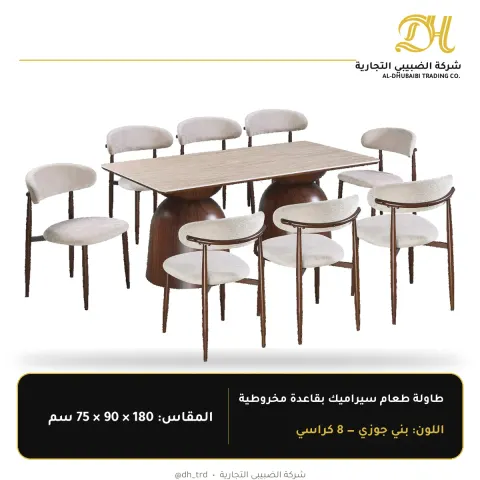 DH
شركة الضبيبي التجارية
AL-DHUBAIBI TRADING CO.
طاولة طعام سيراميك بقاعدة مخروطية
اللون: بني جوزي – 8 كراسي
المقاس: 180 × 90 × 75 سم
شركة الضبيبي التجارية • @dh_trd